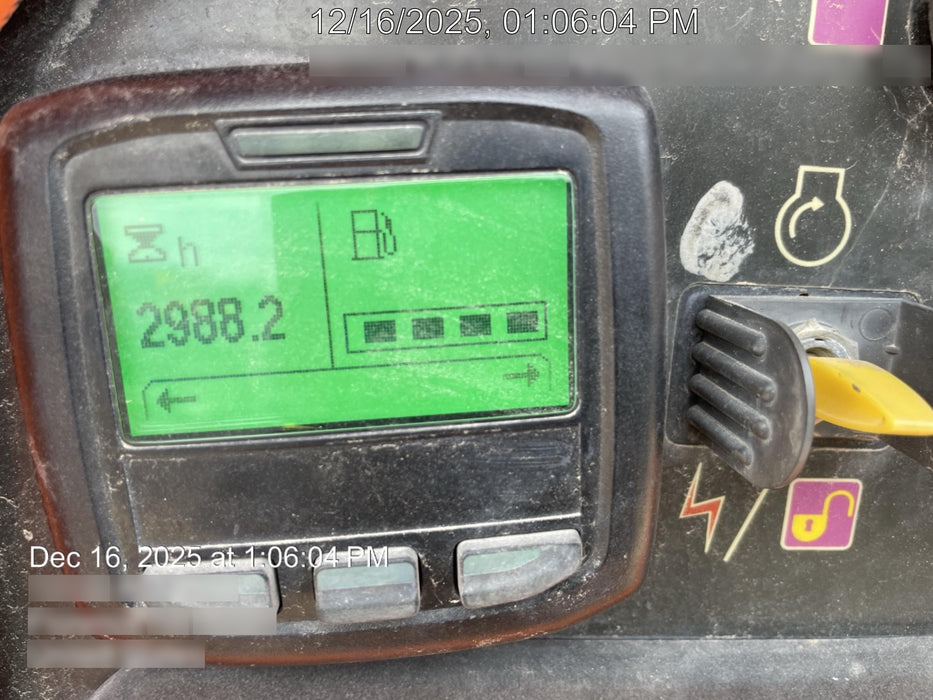 12/16/2025, 01:06:04 PM
h
2988.2
Dec 16, 2025 at 1:06:04 PM